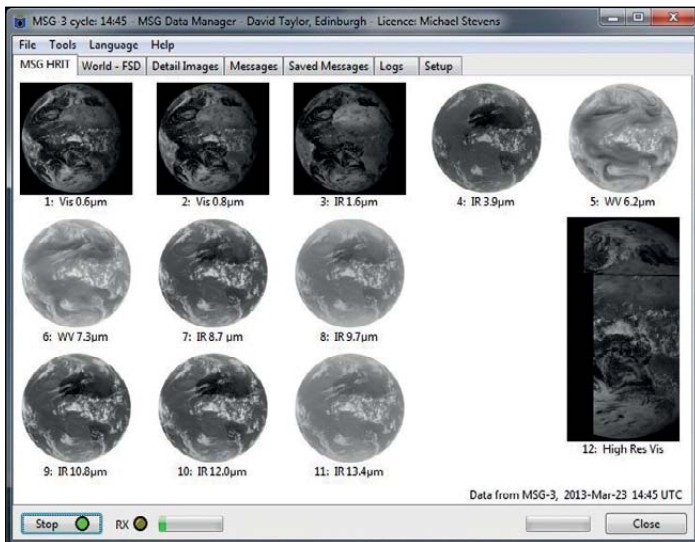 MSG-3 cycle: 14:45 - MSG Data Manager - David Taylor, Edinburgh - Licence: Michael Stevens
File Tools Language Help
MSG HRIT World - FSD Detail Images Messages Saved Messages Logs Setup
1: Vis 0.6µm 2: Vis 0.8µm 3: IR 1.6µm 4: IR 3.9µm 5: WV 6.2µm
6: WV 7.3µm 7: IR 8.7 µm 8: IR 9.7µm
9: IR 10.8µm 10: IR 12.0µm 11: IR 13.4µm 12: High Res Vis
Data from MSG-3, 2013-Mar-23 14:45 UTC
Stop RX Close